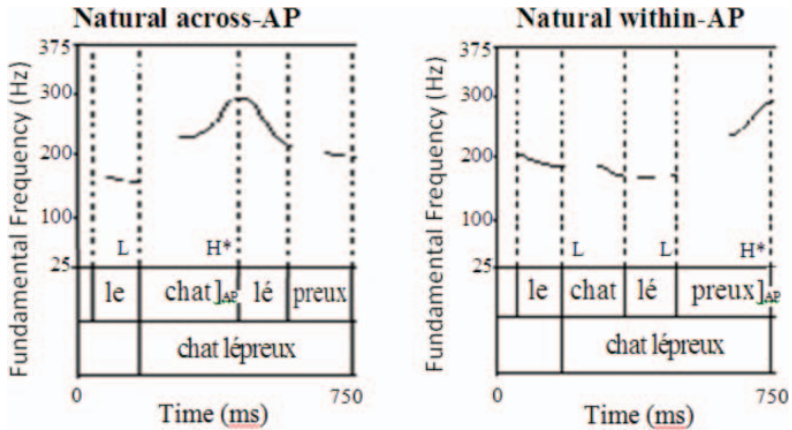 Natural across-AP
Fundamental Frequency (Hz)
375
300
200
100
25
L
H*
le
chat]AP
lé
preux
chat lépreux
0
750
Time (ms)
Natural within-AP
Fundamental Frequency (Hz)
375
300
200
100
25
L
L
H*
le
chat
lé
preux]AP
chat lépreux
0
750
Time (ms)